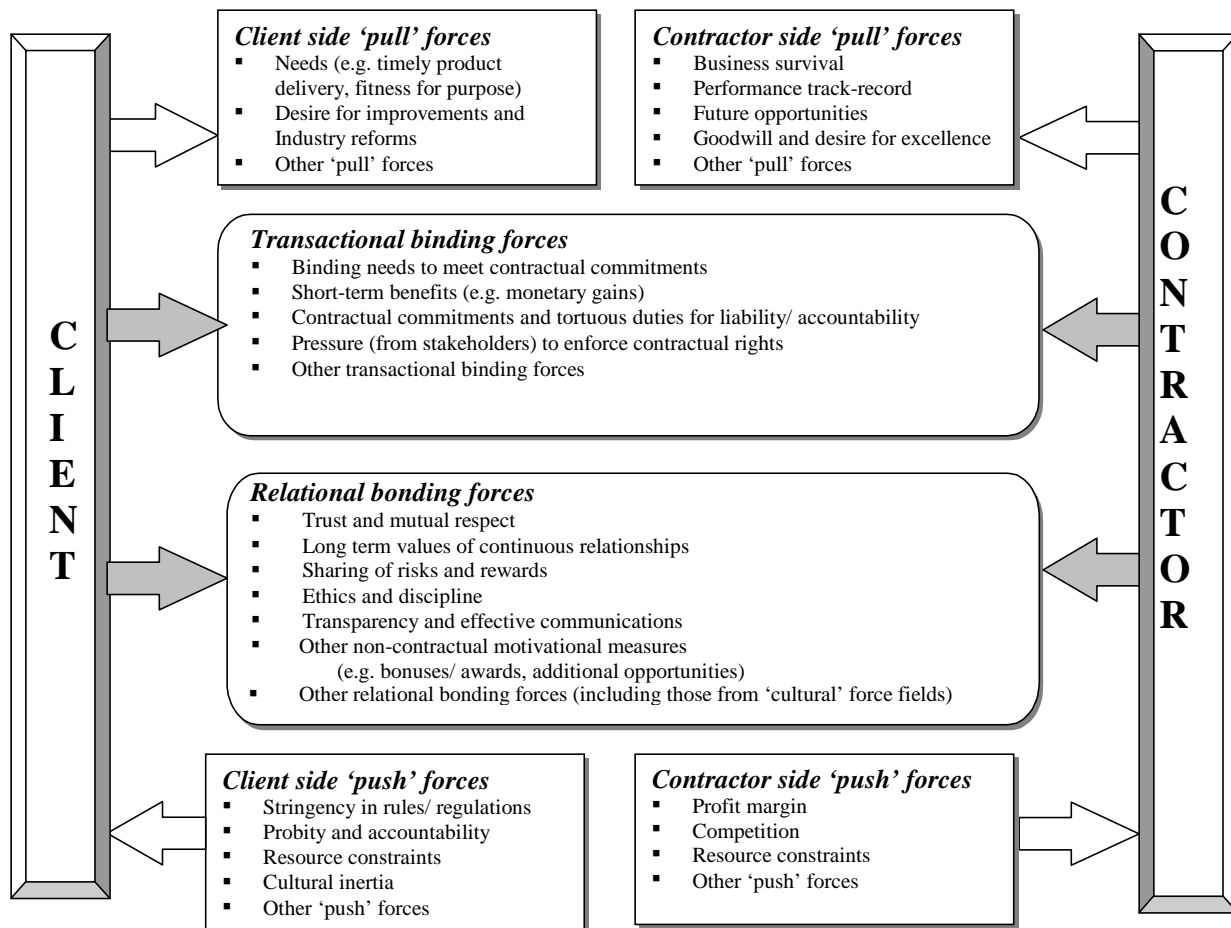 CLIENT
Client side ‘pull’ forces
▪ Needs (e.g. timely product
delivery, fitness for purpose)
▪ Desire for improvements and
Industry reforms
▪ Other ‘pull’ forces
Contractor side ‘pull’ forces
▪ Business survival
▪ Performance track-record
▪ Future opportunities
▪ Goodwill and desire for excellence
▪ Other ‘pull’ forces
CONTRACTOR
Transactional binding forces
▪ Binding needs to meet contractual commitments
▪ Short-term benefits (e.g. monetary gains)
▪ Contractual commitments and tortuous duties for liability/ accountability
▪ Pressure (from stakeholders) to enforce contractual rights
▪ Other transactional binding forces
Relational bonding forces
▪ Trust and mutual respect
▪ Long term values of continuous relationships
▪ Sharing of risks and rewards
▪ Ethics and discipline
▪ Transparency and effective communications
▪ Other non-contractual motivational measures
(e.g. bonuses/ awards, additional opportunities)
▪ Other relational bonding forces (including those from ‘cultural’ force fields)
Client side ‘push’ forces
▪ Stringency in rules/ regulations
▪ Probity and accountability
▪ Resource constraints
▪ Cultural inertia
▪ Other ‘push’ forces
Contractor side ‘push’ forces
▪ Profit margin
▪ Competition
▪ Resource constraints
▪ Other ‘push’ forces